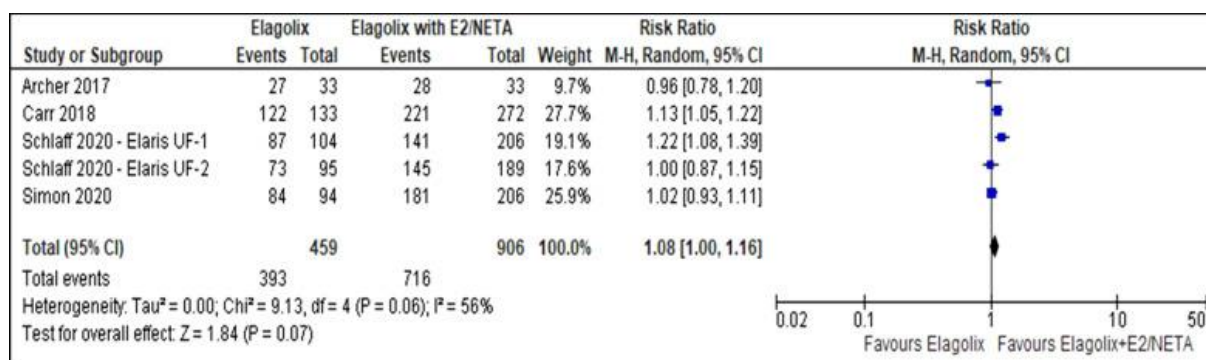 Elagolix Elagolix with E2/NETA Risk Ratio Risk Ratio
Study or Subgroup Events Total Events Total Weight M-H, Random, 95% CI M-H, Random, 95% CI
Archer 2017 27 33 28 33 9.7% 0.96 [0.78, 1.20]
Carr 2018 122 133 221 272 27.7% 1.13 [1.05, 1.22]
Schlaff 2020 - Elaris UF-1 87 104 141 206 19.1% 1.22 [1.08, 1.39]
Schlaff 2020 - Elaris UF-2 73 95 145 189 17.6% 1.00 [0.87, 1.15]
Simon 2020 84 94 181 206 25.9% 1.02 [0.93, 1.11]
Total (95% CI) 459 906 100.0% 1.08 [1.00, 1.16]
Total events 393 716
Heterogeneity: Tau² = 0.00; Chi² = 9.13, df = 4 (P = 0.06); I² = 56%
Test for overall effect: Z = 1.84 (P = 0.07)
0.02 0.1 1 10 50
Favours Elagolix Favours Elagolix+E2/NETA